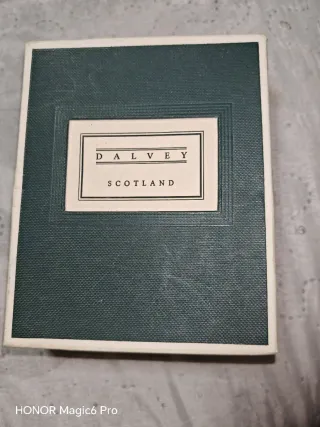 DALVEY
SCOTLAND
HONOR Magic6 Pro